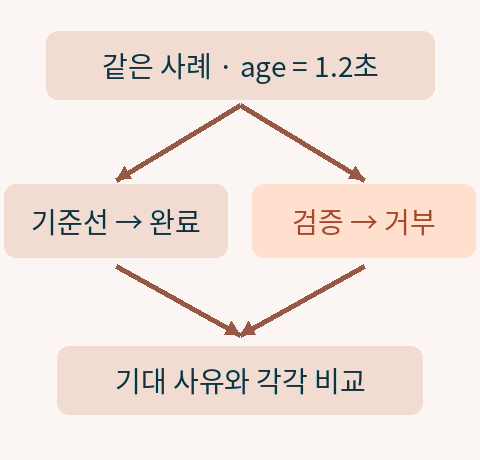 같은 사례 · age = 1.2초
기준선 → 완료
검증 → 거부
기대 사유와 각각 비교